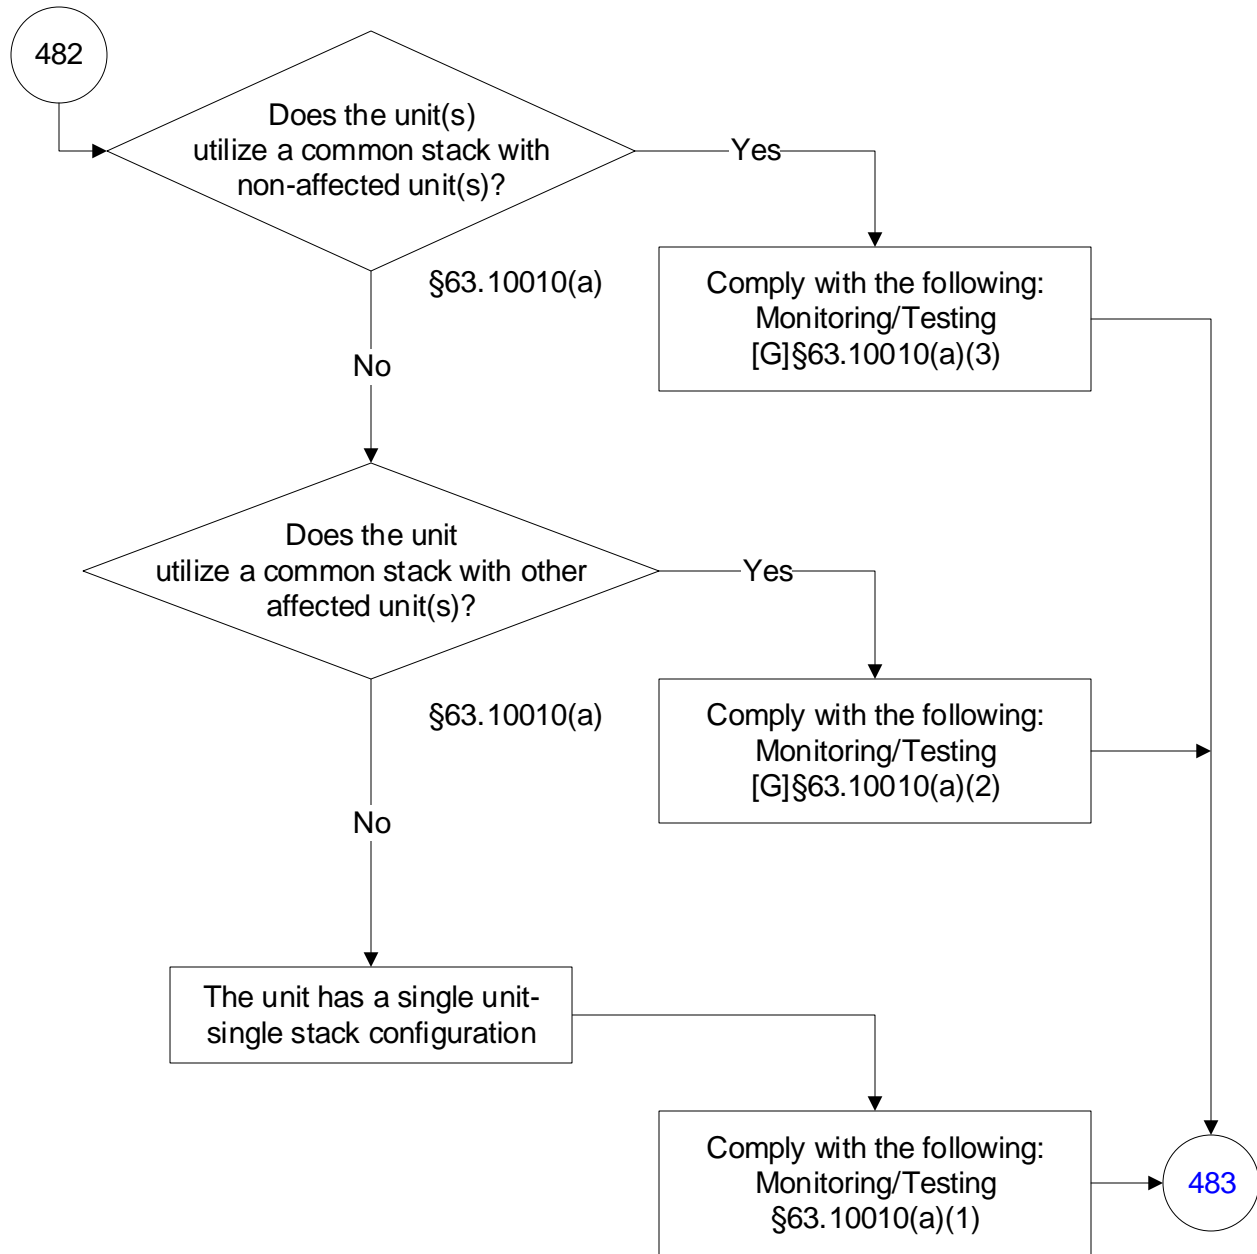 482
Does the unit(s)
utilize a common stack with
non-affected unit(s)?
Yes
§63.10010(a)
Comply with the following:
Monitoring/Testing
[G]§63.10010(a)(3)
No
Does the unit
utilize a common stack with other
affected unit(s)?
Yes
§63.10010(a)
Comply with the following:
Monitoring/Testing
[G]§63.10010(a)(2)
No
The unit has a single unit-
single stack configuration
Comply with the following:
Monitoring/Testing
§63.10010(a)(1)
483